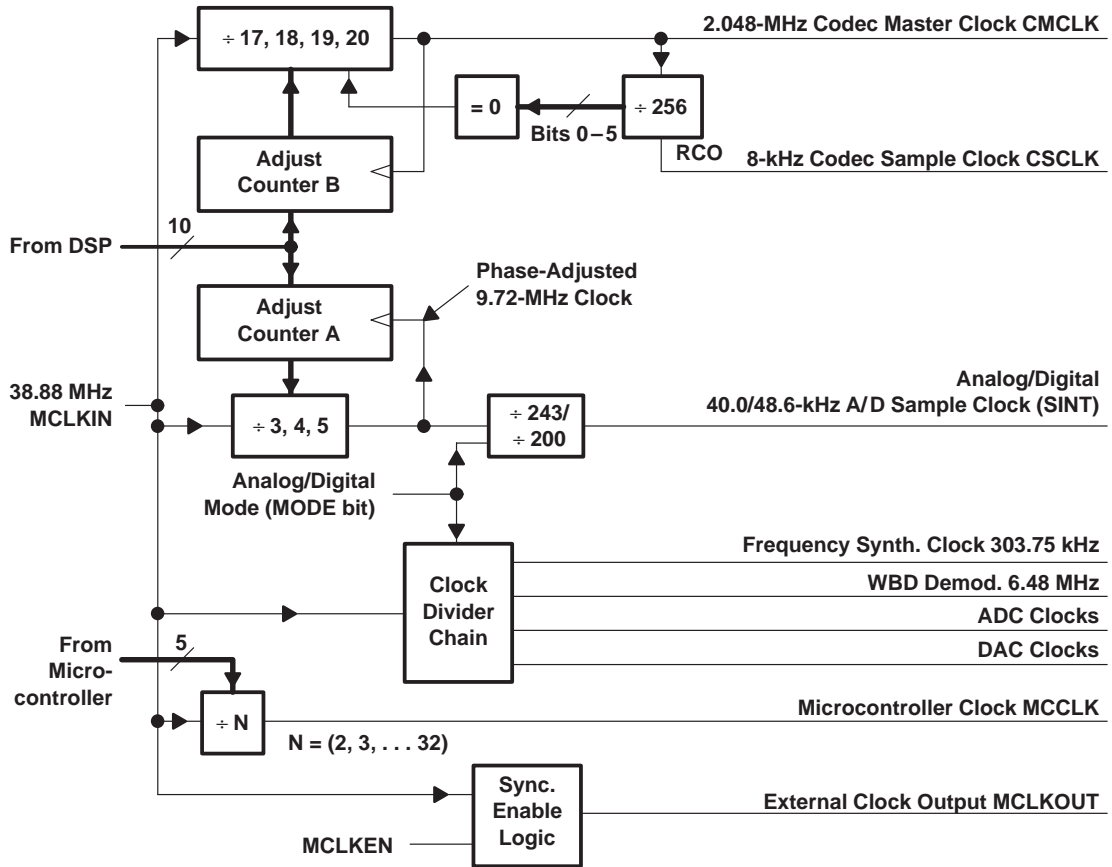 ÷ 17, 18, 19, 20
2.048-MHz Codec Master Clock CMCLK
= 0
Bits 0–5
÷ 256
RCO
8-kHz Codec Sample Clock CSCLK
Adjust
Counter B
10
From DSP
Phase-Adjusted
9.72-MHz Clock
Adjust
Counter A
38.88 MHz
MCLKIN
÷ 3, 4, 5
÷ 243/
÷ 200
Analog/Digital
40.0/48.6-kHz A/D Sample Clock (SINT)
Analog/Digital
Mode (MODE bit)
Clock
Divider
Chain
Frequency Synth. Clock 303.75 kHz
WBD Demod. 6.48 MHz
ADC Clocks
DAC Clocks
From
Micro-
controller
5
÷ N
N = (2, 3, . . . 32)
Microcontroller Clock MCCLK
Sync.
Enable
Logic
MCLKEN
External Clock Output MCLKOUT